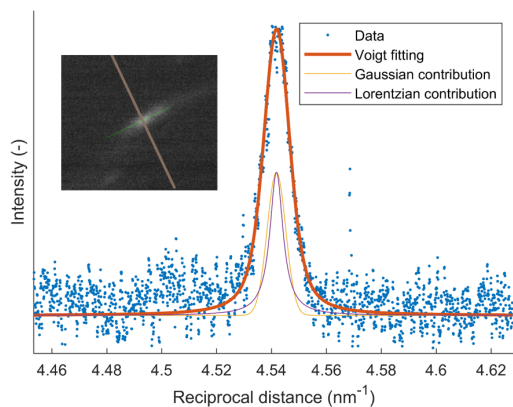 Data
Voigt fitting
Gaussian contribution
Lorentzian contribution
Intensity (-)
4.46 4.48 4.5 4.52 4.54 4.56 4.58 4.6 4.62
Reciprocal distance (nm⁻¹)